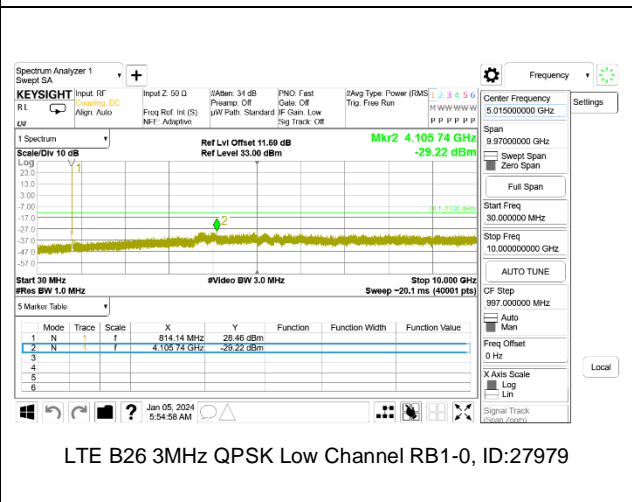 Spectrum Analyzer 1
Swept SA
Frequency
Settings
KEYSIGHT
Input: RF
Coupling: DC
Align: Auto
Input Z: 50 Ω
Freq Ref: Int (S)
NFE: Adaptive
#Atten: 34 dB
Preamp: Off
µW Path: Standard
PNO: Fast
Gate: Off
IF Gain: Low
Sig Track: Off
#Avg Type: Power (RMS
Trig: Free Run
1 2 3 4 5 6
M W W W W W
P P P P P P
R L
1 Spectrum
Scale/Div 10 dB
Log
Ref Lvl Offset 11.69 dB
Ref Level 33.00 dBm
Mkr2 4.105 74 GHz
-29.22 dBm
23.0
13.0
3.00
-7.00
-17.0
-27.0
-37.0
-47.0
-57.0
1
2
DL1 -13.00 dBm
Start 30 MHz
#Res BW 1.0 MHz
#Video BW 3.0 MHz
Stop 10.000 GHz
Sweep ~20.1 ms (40001 pts)
5 Marker Table
Mode Trace Scale X Y Function Function Width Function Value
1 N 1 f 814.14 MHz 28.46 dBm
2 N 1 f 4.105 74 GHz -29.22 dBm
3
4
5
6
Jan 05, 2024
5:54:58 AM
Center Frequency
5.015000000 GHz
Span
9.97000000 GHz
Swept Span
Zero Span
Full Span
Start Freq
30.000000 MHz
Stop Freq
10.000000000 GHz
AUTO TUNE
CF Step
997.000000 MHz
Auto
Man
Freq Offset
0 Hz
X Axis Scale
Log
Lin
Signal Track
(Span Zoom)
Local
LTE B26 3MHz QPSK Low Channel RB1-0, ID:27979